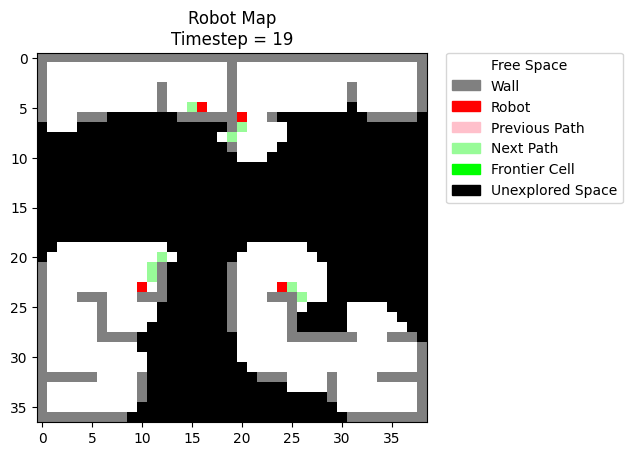 Robot Map
Timestep = 19
0
5
10
15
20
25
30
35
0
5
10
15
20
25
30
35
Free Space
Wall
Robot
Previous Path
Next Path
Frontier Cell
Unexplored Space